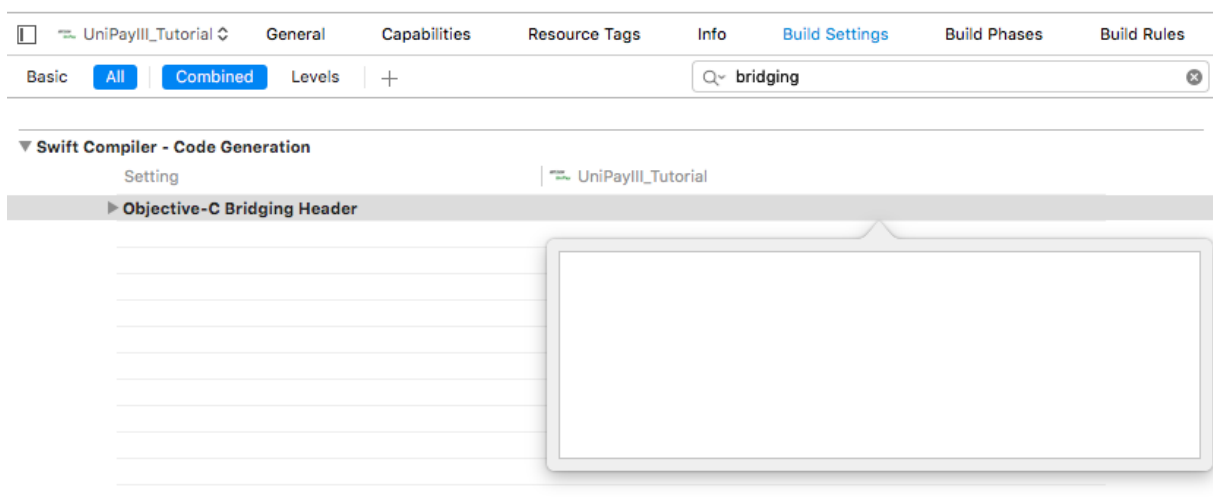 UniPayIII_Tutorial General Capabilities Resource Tags Info Build Settings Build Phases Build Rules
Basic All Combined Levels + bridging
Swift Compiler - Code Generation
Setting UniPayIII_Tutorial
Objective-C Bridging Header